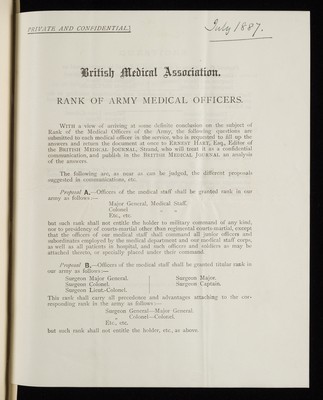 PRIVATE AND CONFIDENTIAL.]
July 1887.
British Medical Association.
RANK OF ARMY MEDICAL OFFICERS.
WITH a view of arriving at some definite conclusion on the subject of
Rank of the Medical Officers of the Army, the following questions are
submitted to each medical officer in the service, who is requested to fill up the
answers and return the document at once to ERNEST HART, Esq., Editor of
the BRITISH MEDICAL JOURNAL, Strand, who will treat it as a confidential
communication, and publish in the BRITISH MEDICAL JOURNAL an analysis
of the answers.
The following are, as near as can be judged, the different proposals
suggested in communications, etc.
Proposal A.—Officers of the medical staff shall be granted rank in our
army as follows:—
Major General, Medical Staff.
Colonel „ „
Etc., etc.
but such rank shall not entitle the holder to military command of any kind,
nor to presidency of courts-martial other than regimental courts-martial, except
that the officers of our medical staff shall command all junior officers and
subordinates employed by the medical department and our medical staff corps,
as well as all patients in hospital, and such officers and soldiers as may be
attached thereto, or specially placed under their command.
Proposal B.—Officers of the medical staff shall be granted titular rank in
our army as follows:—
Surgeon Major General. Surgeon Major.
Surgeon Colonel. Surgeon Captain.
Surgeon Lieut.-Colonel.
This rank shall carry all precedence and advantages attaching to the cor-
responding rank in the army as follows:—
Surgeon General—Major General.
„ Colonel—Colonel.
Etc., etc.
but such rank shall not entitle the holder, etc., as above.